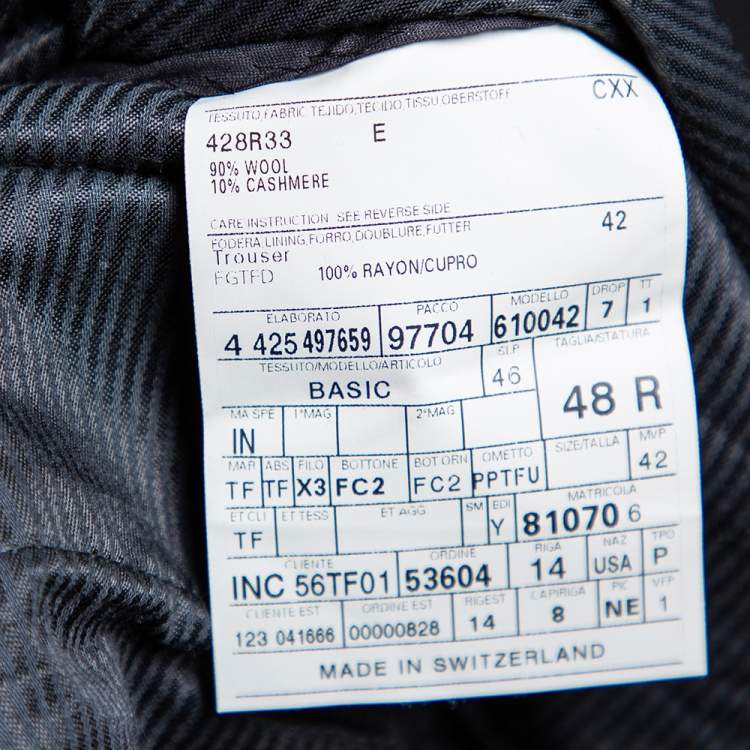 CXX
TESSUTO,FABRIC,TEJIDO,TECIDO,TISSU,OBERSTOFF
428R33 E
90% WOOL
10% CASHMERE
CARE INSTRUCTION SEE REVERSE SIDE
FODERA,LINING,FORRO,DOUBLURE,FUTTER 42
Trouser
FGTFD 100% RAYON/CUPRO
ELABORATO PACCO MODELLO DROP TT
4 425 497659 97704 610042 7 1
TESSUTO/MODELLO/ARTICOLO SLP TAGLIA/STATURA
BASIC 46 48 R
MA SPE 1°MAG 2°MAG
IN
MAR ABS FILO BOTTONE BOT ORN OMETTO SIZE/TALLA MVP
TF TF X3 FC2 FC2 PPTFU 42
ET CLI ET TESS ET AGG SM EDI MATRICOLA
TF Y 81070 6
CLIENTE ORDINE RIGA NAZ TPO
INC 56TF01 53604 14 USA P
CLIENTE EST ORDINE EST RIGEST CAPIRIGA PIC VFP
123 041666 00000828 14 8 NE 1
MADE IN SWITZERLAND